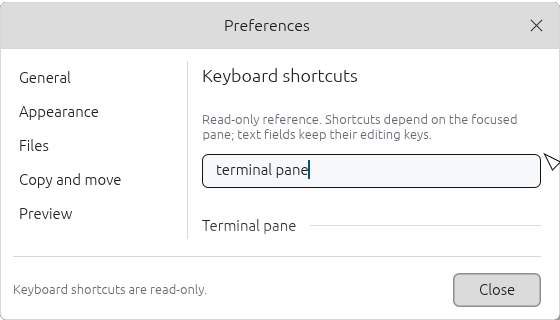 Preferences
General
Appearance
Files
Copy and move
Preview
Keyboard shortcuts
Read-only reference. Shortcuts depend on the focused
pane; text fields keep their editing keys.
terminal pane
Terminal pane
Keyboard shortcuts are read-only.
Close